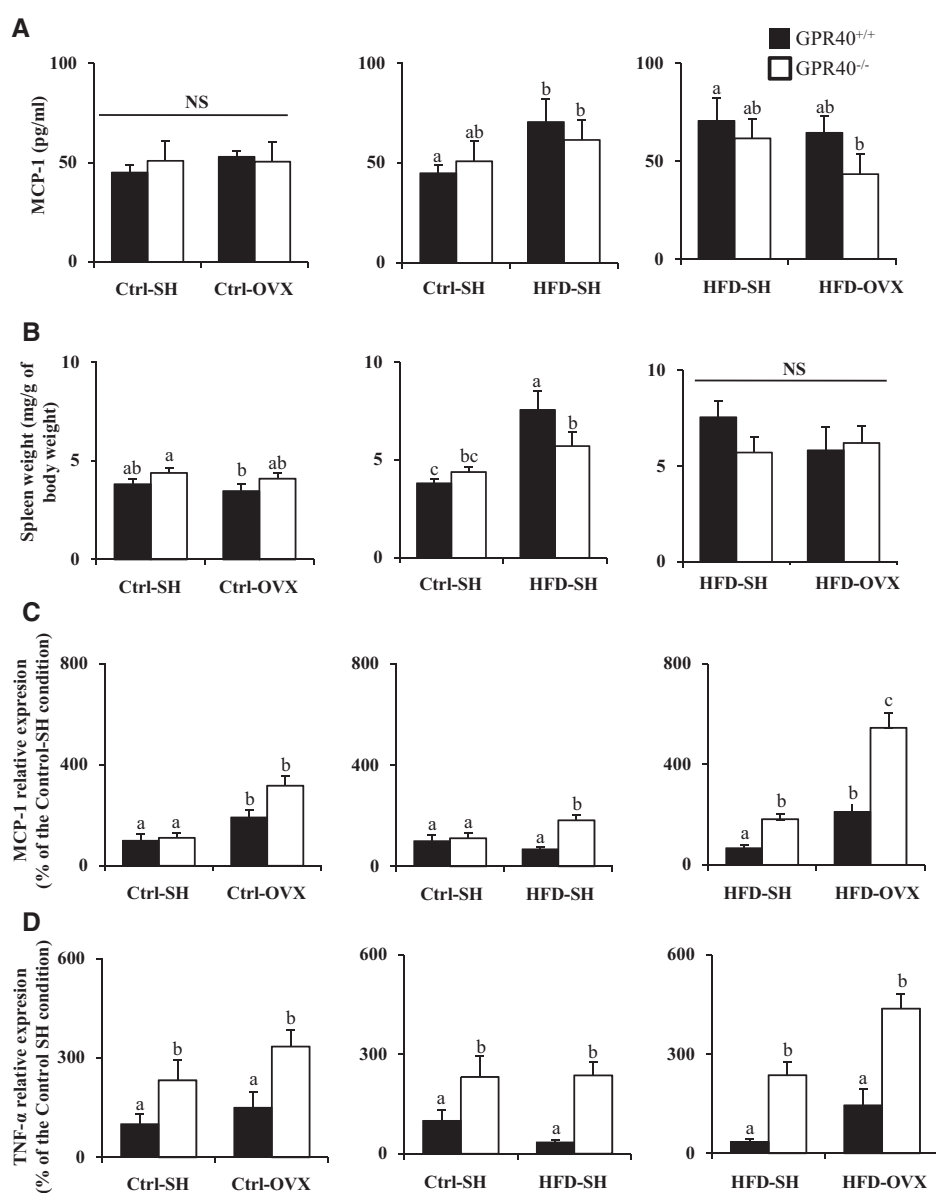 A
GPR40+/+
GPR40-/-
MCP-1 (pg/ml)
100
50
0
NS
Ctrl-SH Ctrl-OVX
100
50
0
a ab b b
Ctrl-SH HFD-SH
100
50
0
a ab ab b
HFD-SH HFD-OVX
B
Spleen weight (mg/g of
body weight)
10
5
0
ab a b ab
Ctrl-SH Ctrl-OVX
10
5
0
c bc a b
Ctrl-SH HFD-SH
10
5
0
NS
HFD-SH HFD-OVX
C
MCP-1 relative expresion
(% of the Control-SH condition)
800
400
0
a a b b
Ctrl-SH Ctrl-OVX
800
400
0
a a a b
Ctrl-SH HFD-SH
800
400
0
a b b c
HFD-SH HFD-OVX
D
TNF-α relative expresion
(% of the Control SH condition)
600
300
0
a b a b
Ctrl-SH Ctrl-OVX
600
300
0
a b a b
Ctrl-SH HFD-SH
600
300
0
a b a b
HFD-SH HFD-OVX